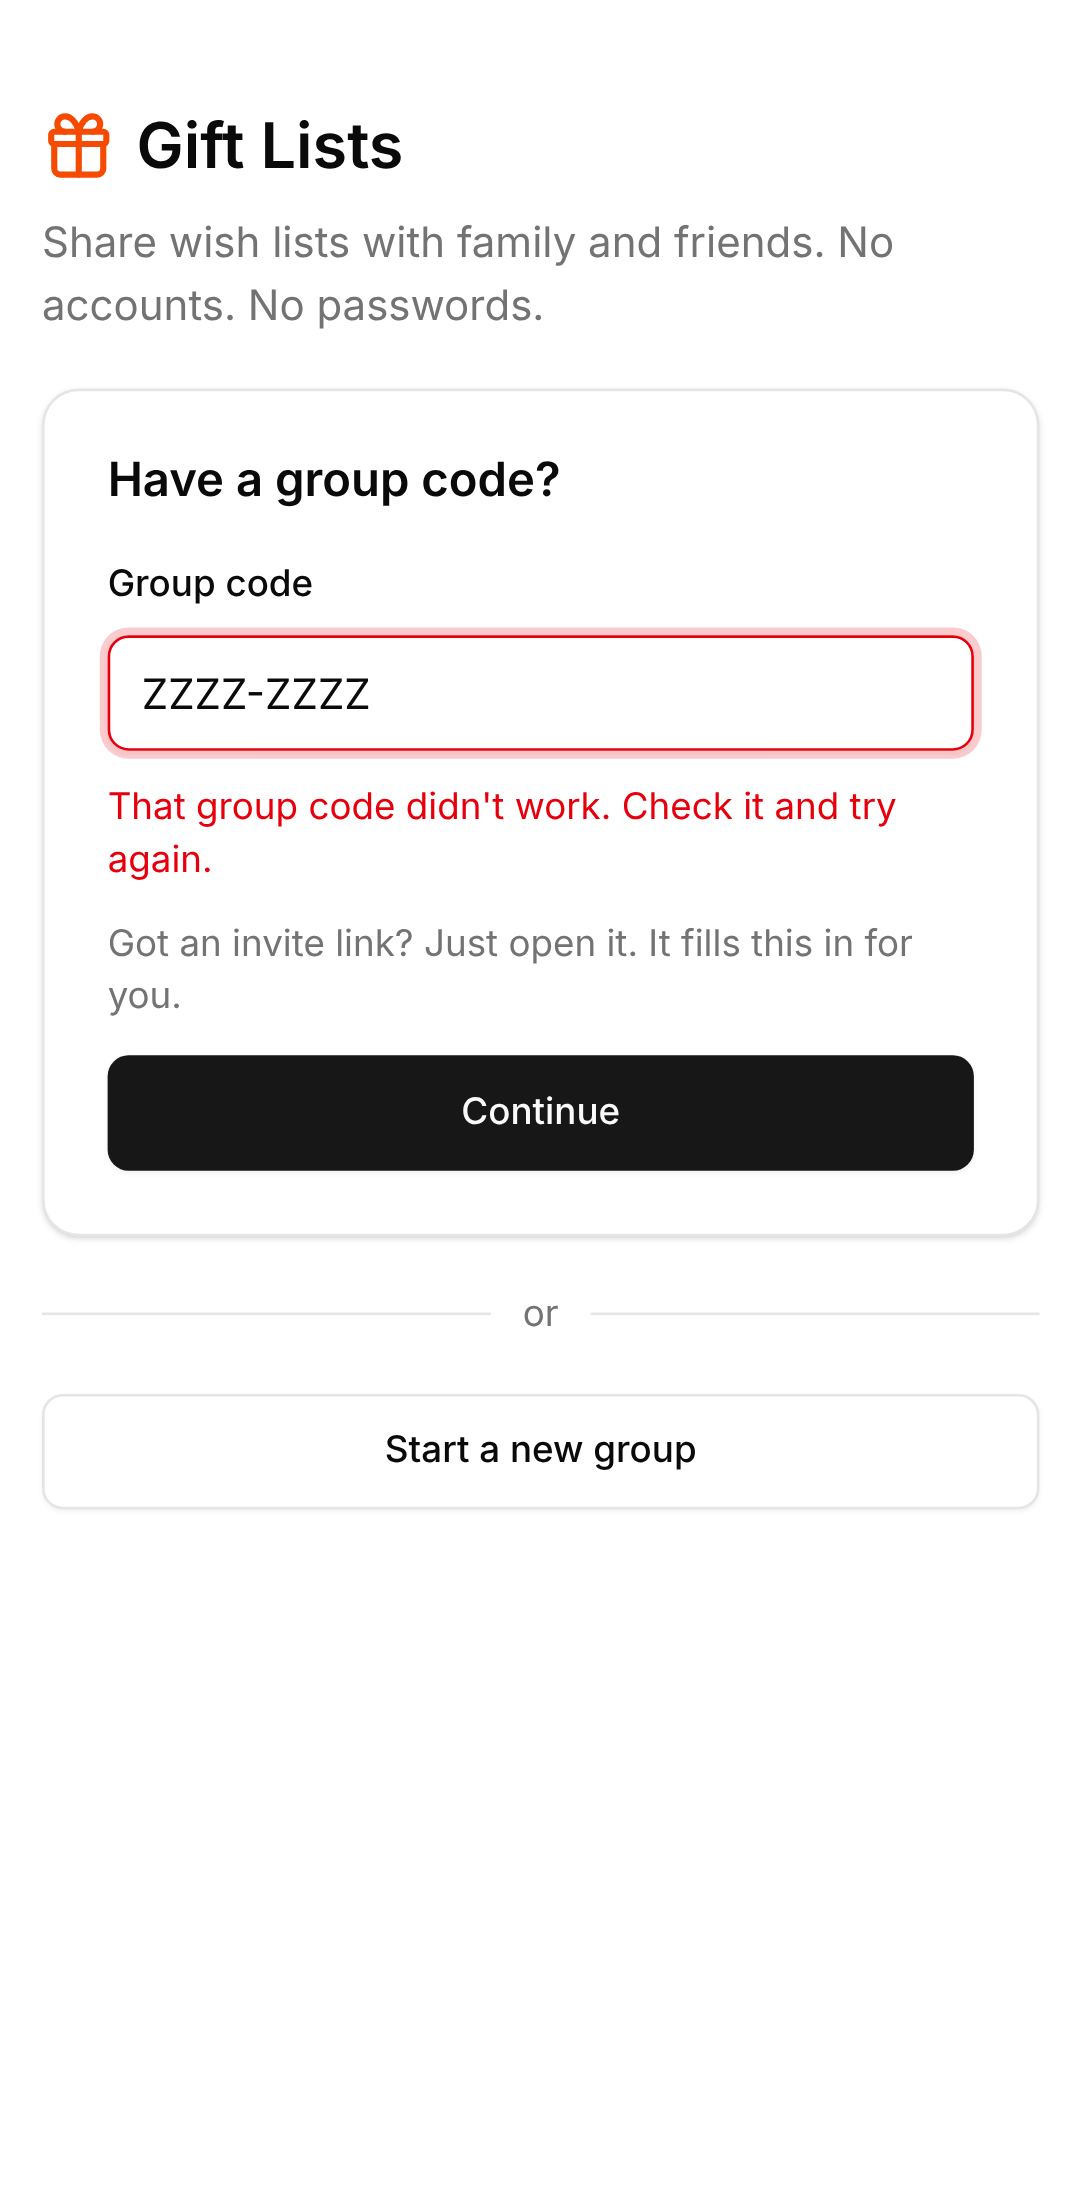 Gift Lists
Share wish lists with family and friends. No
accounts. No passwords.
Have a group code?
Group code
ZZZZ-ZZZZ
That group code didn't work. Check it and try
again.
Got an invite link? Just open it. It fills this in for
you.
Continue
or
Start a new group